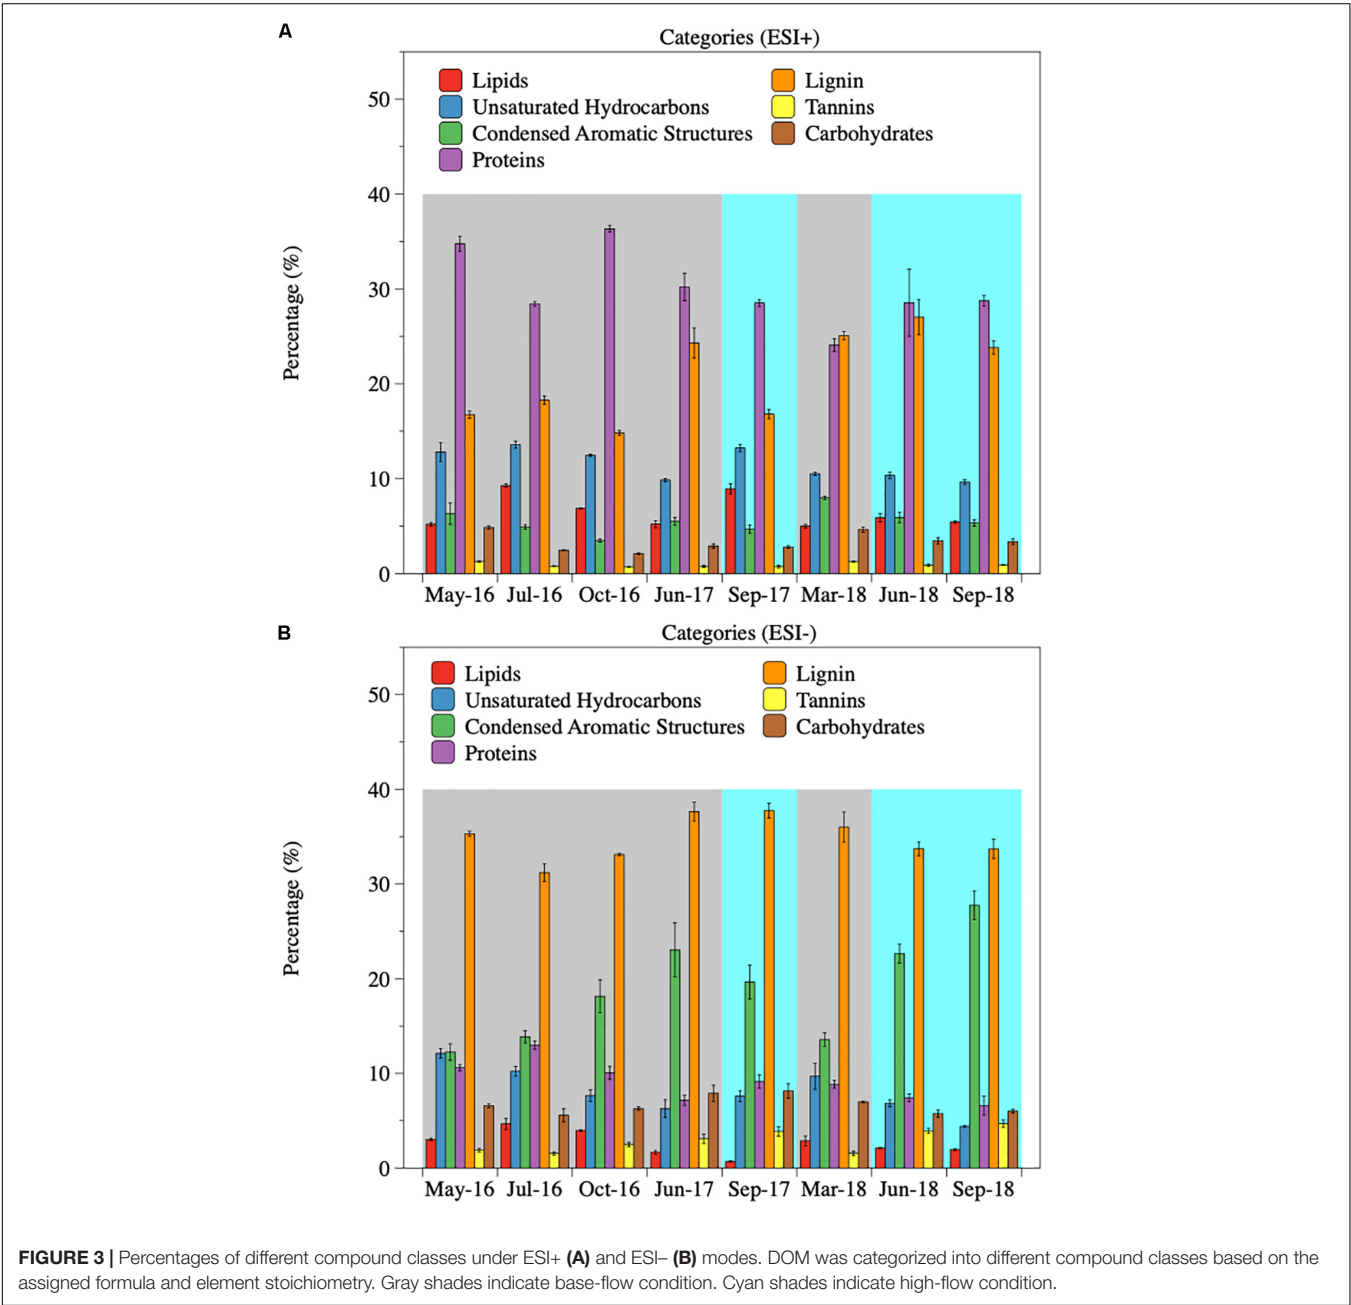 A
Categories (ESI+)
Lipids
Unsaturated Hydrocarbons
Condensed Aromatic Structures
Proteins
Lignin
Tannins
Carbohydrates
Percentage (%)
50
40
30
20
10
0
May-16 Jul-16 Oct-16 Jun-17 Sep-17 Mar-18 Jun-18 Sep-18
B
Categories (ESI-)
Lipids
Unsaturated Hydrocarbons
Condensed Aromatic Structures
Proteins
Lignin
Tannins
Carbohydrates
Percentage (%)
50
40
30
20
10
0
May-16 Jul-16 Oct-16 Jun-17 Sep-17 Mar-18 Jun-18 Sep-18
FIGURE 3 | Percentages of different compound classes under ESI+ (A) and ESI– (B) modes. DOM was categorized into different compound classes based on the
assigned formula and element stoichiometry. Gray shades indicate base-flow condition. Cyan shades indicate high-flow condition.